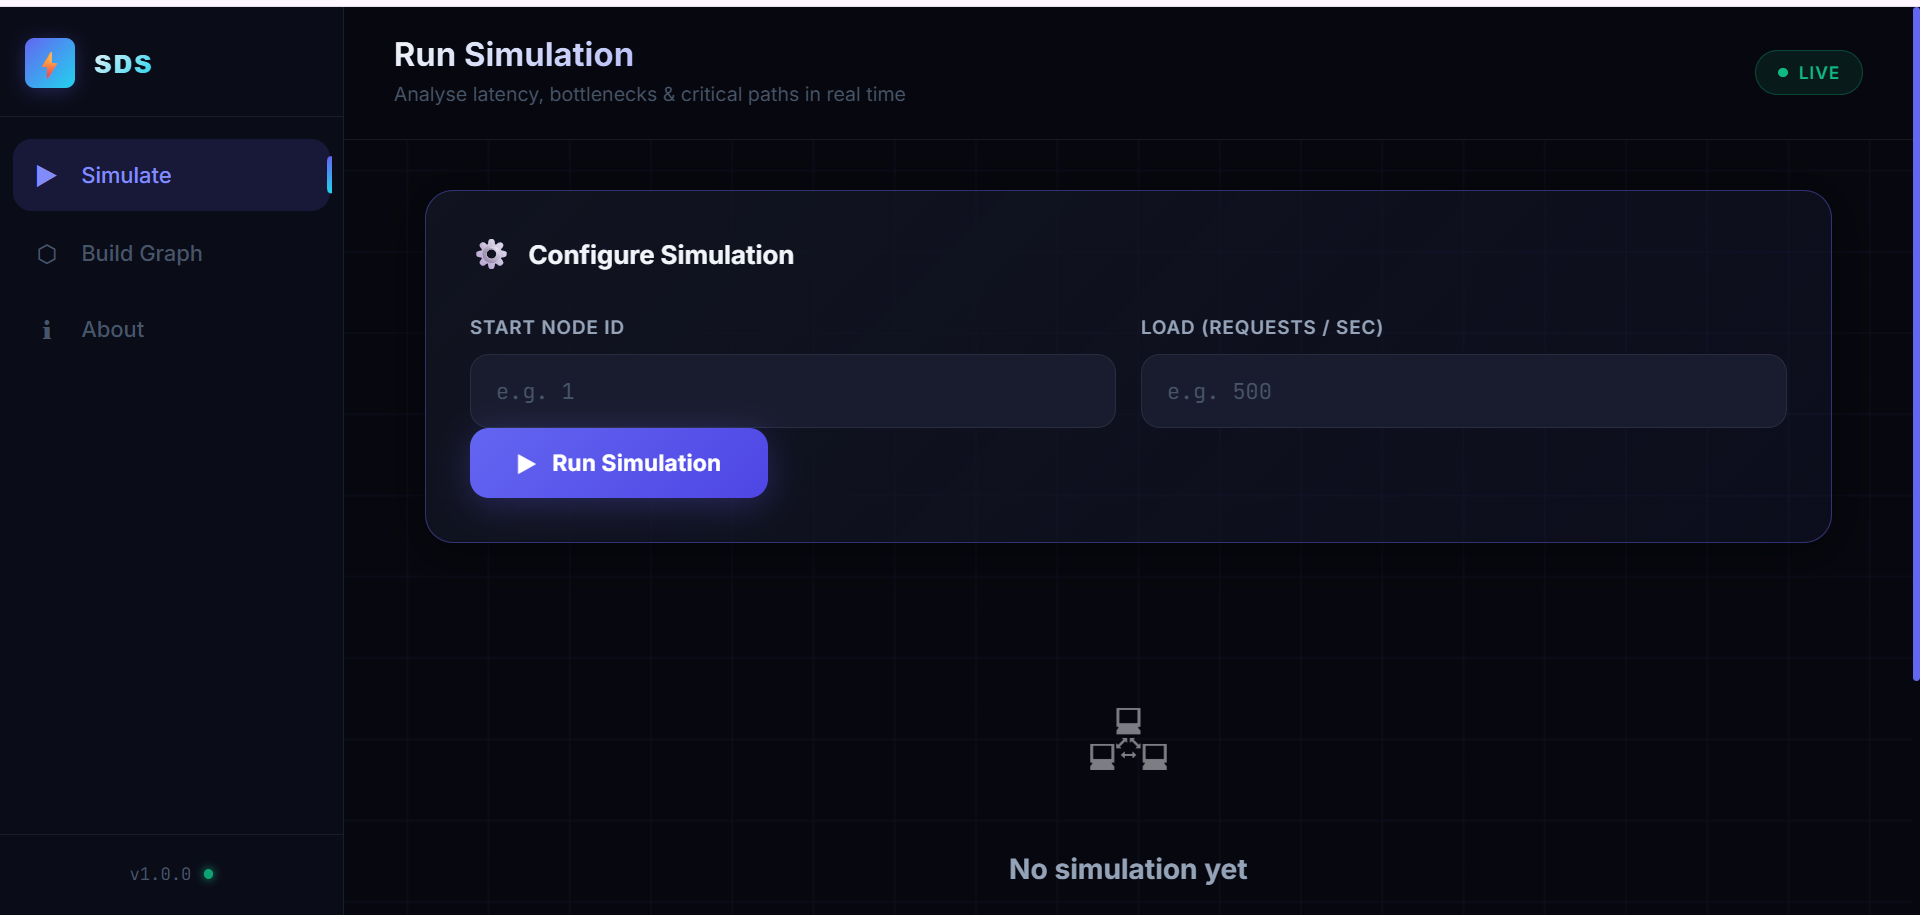 SDS
Simulate
Build Graph
About
v1.0.0
Run Simulation
Analyse latency, bottlenecks & critical paths in real time
LIVE
Configure Simulation
START NODE ID
LOAD (REQUESTS / SEC)
e.g. 1
e.g. 500
Run Simulation
No simulation yet